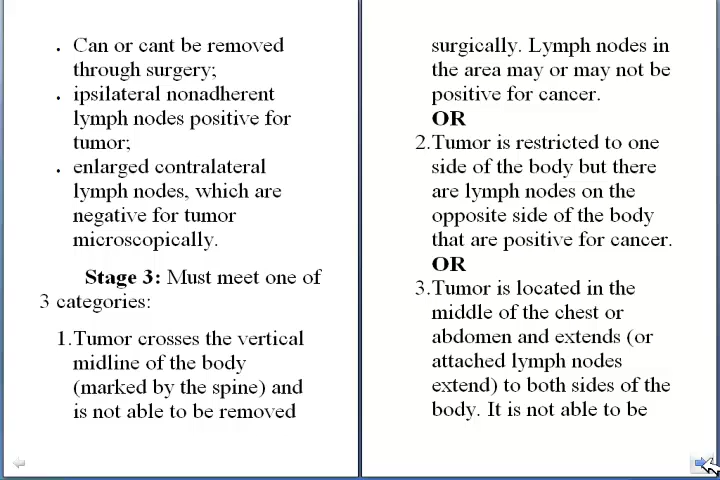 • Can or cant be removed
through surgery;
• ipsilateral nonadherent
lymph nodes positive for
tumor;
• enlarged contralateral
lymph nodes, which are
negative for tumor
microscopically.
Stage 3: Must meet one of
3 categories:
1.Tumor crosses the vertical
midline of the body
(marked by the spine) and
is not able to be removed
surgically. Lymph nodes in
the area may or may not be
positive for cancer.
OR
2.Tumor is restricted to one
side of the body but there
are lymph nodes on the
opposite side of the body
that are positive for cancer.
OR
3.Tumor is located in the
middle of the chest or
abdomen and extends (or
attached lymph nodes
extend) to both sides of the
body. It is not able to be